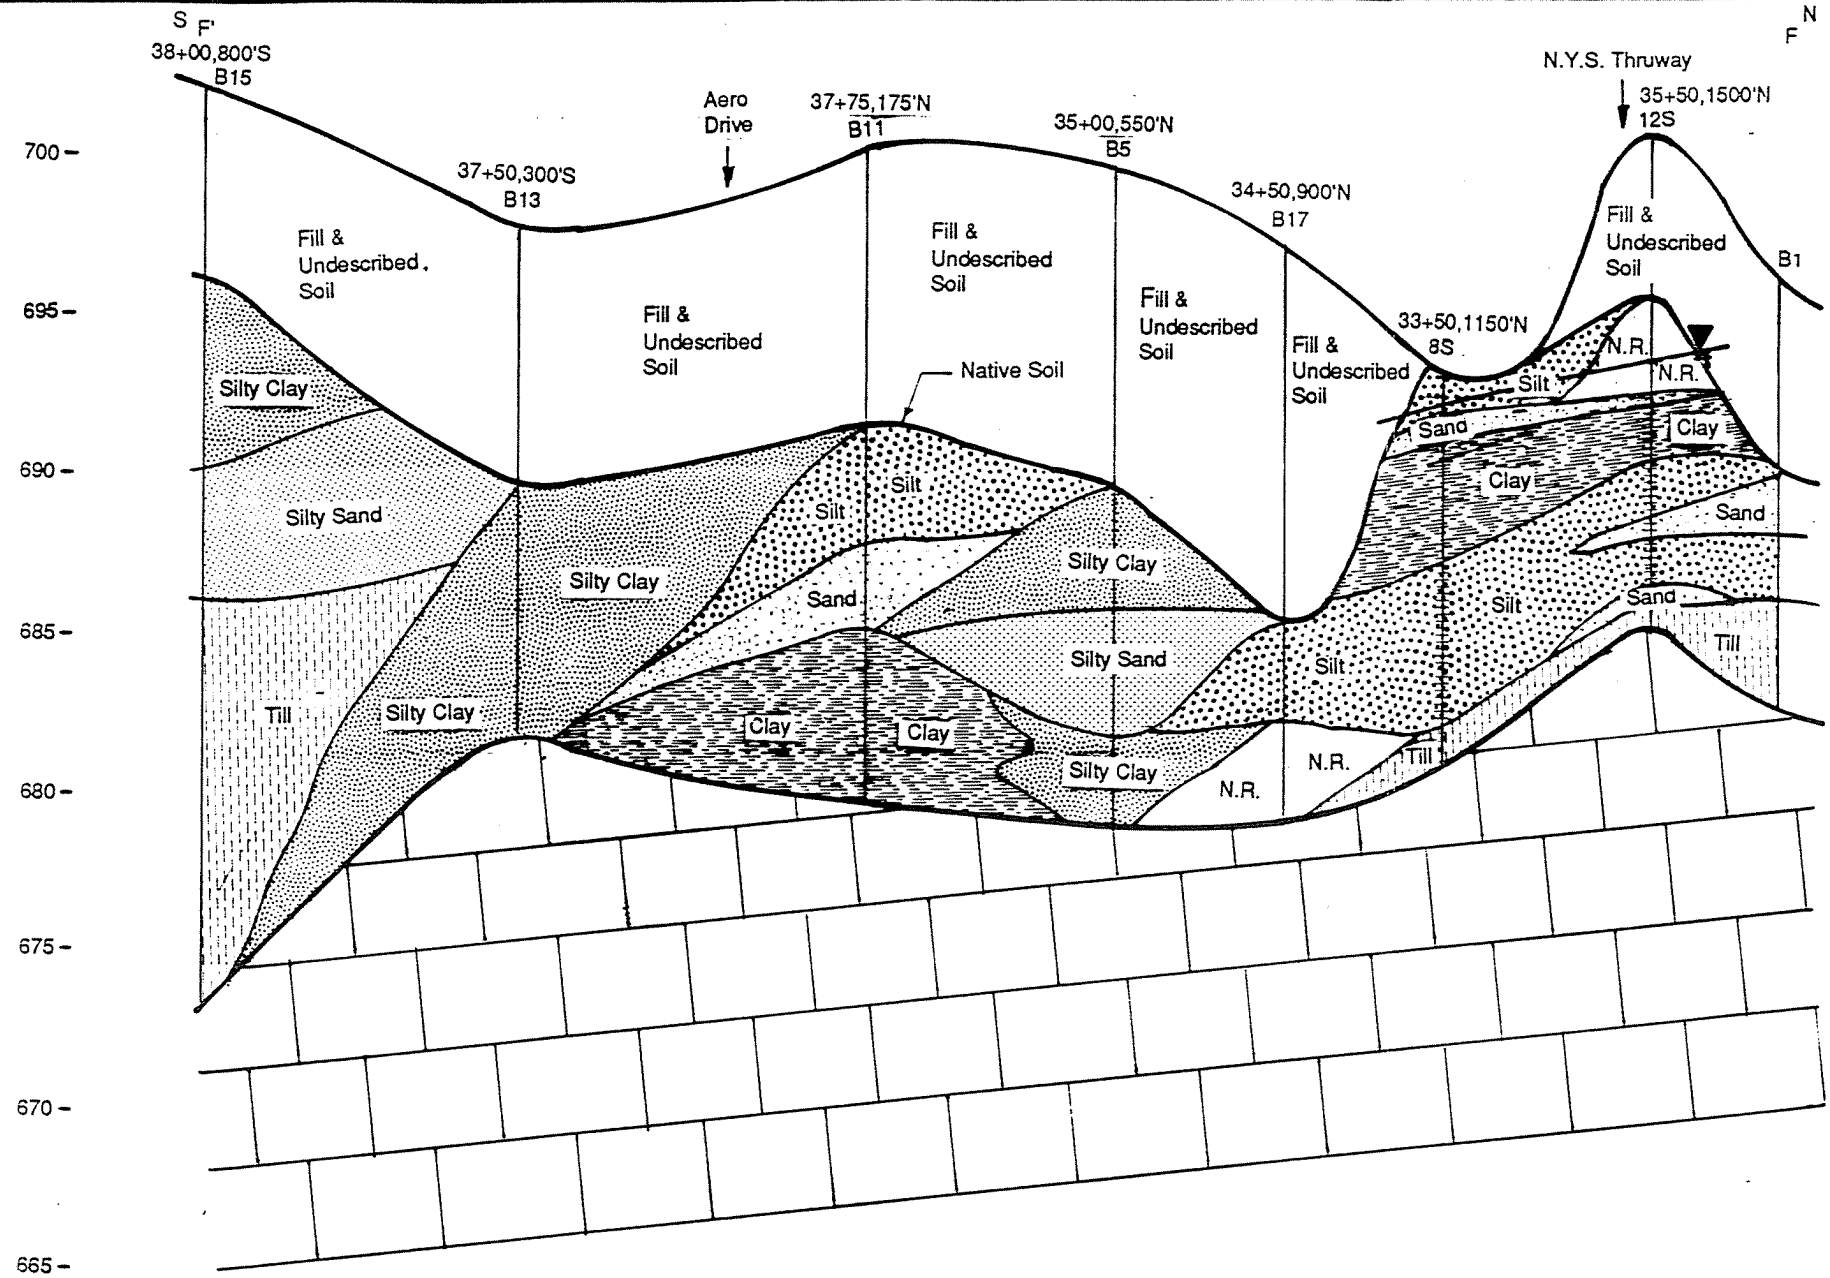 S F'
N
F
38+00,800'S
B15
N.Y.S. Thruway
35+50,1500'N
12S
Aero
Drive
37+75,175'N
B11
35+00,550'N
B5
700
37+50,300'S
B13
34+50,900'N
B17
Fill &
Undescribed
Soil
Fill &
Undescribed
Soil
Fill &
Undescribed
Soil
B1
Fill &
Undescribed
Soil
Fill &
Undescribed
Soil
Fill &
Undescribed
Soil
695
33+50,1150'N
8S
Native Soil
N.R.
N.R.
Silt
Silty Clay
Sand
Clay
690
Silt
Clay
Silt
Silty Sand
Sand
Silty Clay
Silty Clay
Sand
Silt
Sand
685
Till
Silty Sand
Silt
Till
Silty Clay
Clay
Clay
Silty Clay
N.R.
N.R.
Till
680
675
670
665